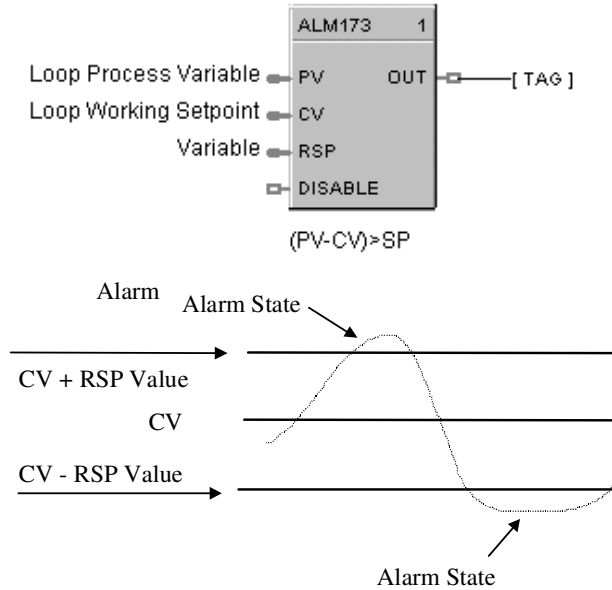 ALM173 1
Loop Process Variable PV OUT [ TAG ]
Loop Working Setpoint CV
Variable RSP
DISABLE
(PV-CV)>SP
Alarm Alarm State
CV + RSP Value
CV
CV - RSP Value
Alarm State